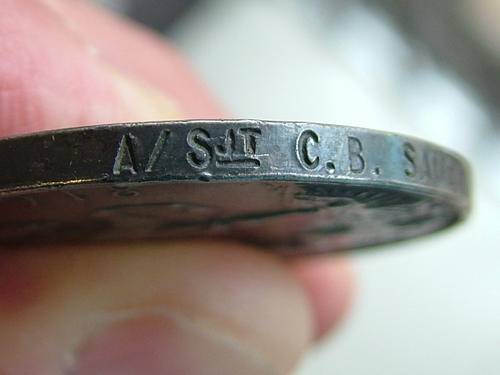 A/ SJT C. B.